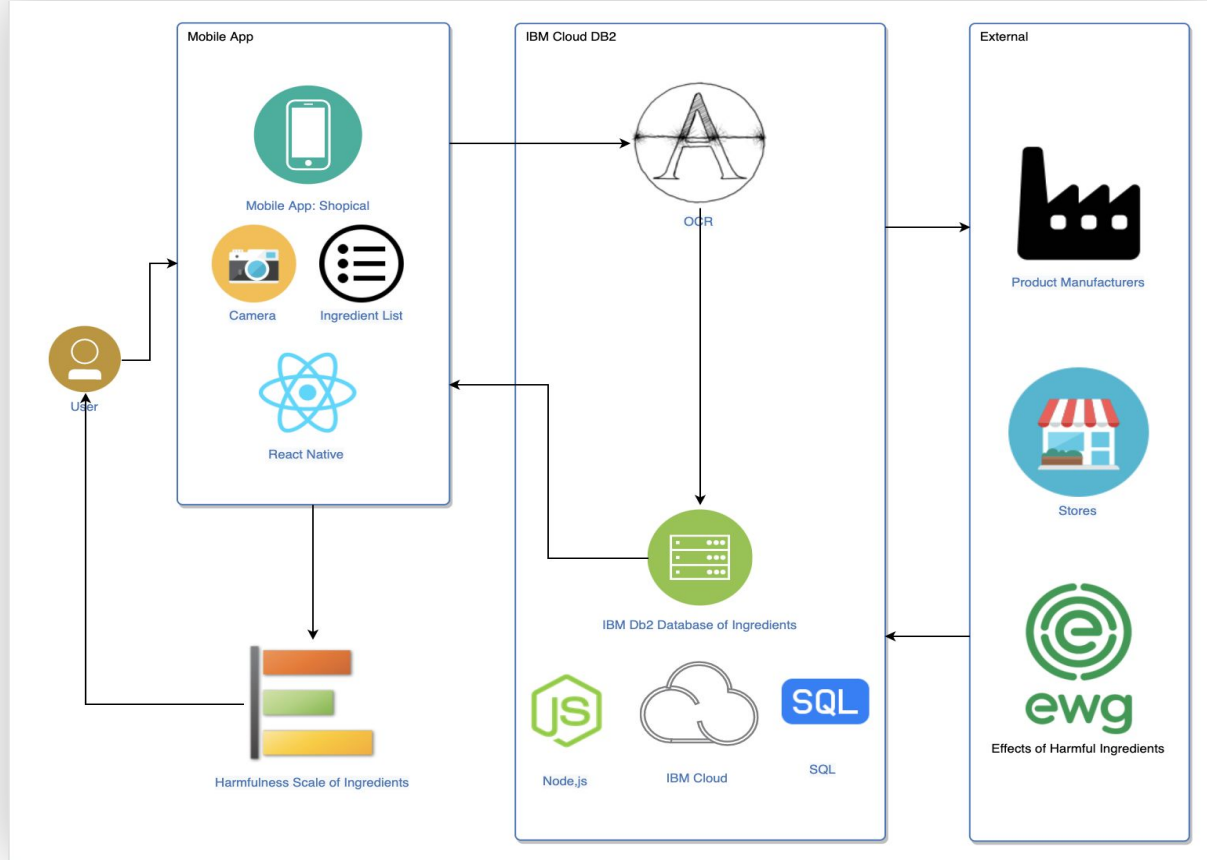 Mobile App
Mobile App: Shopical
Camera
Ingredient List
React Native
User
Harmfulness Scale of Ingredients
IBM Cloud DB2
A
OCR
IBM Db2 Database of Ingredients
JS
Node,js
IBM Cloud
SQL
SQL
External
Product Manufacturers
Stores
e
ewg
Effects of Harmful Ingredients